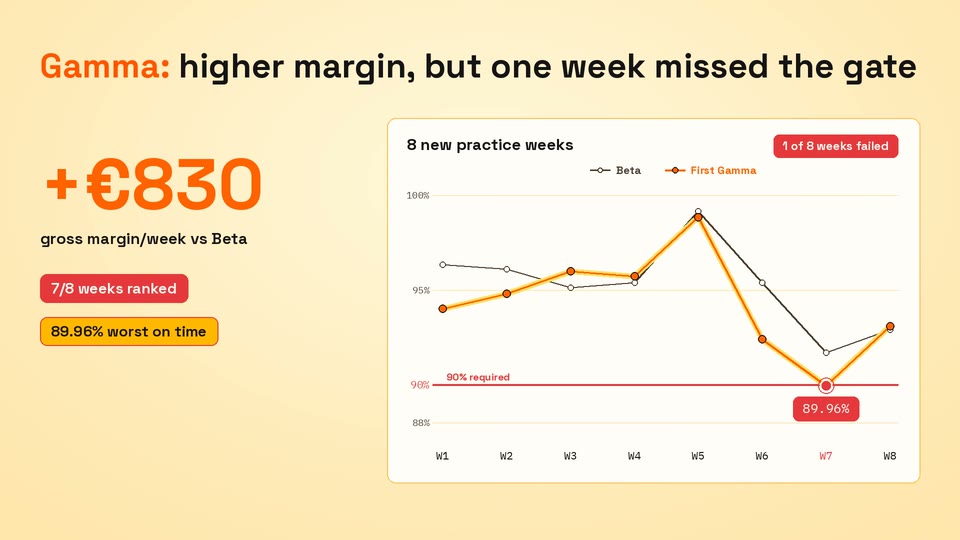 Gamma: higher margin, but one week missed the gate
+€830
gross margin/week vs Beta
7/8 weeks ranked
89.96% worst on time
8 new practice weeks
1 of 8 weeks failed
Beta
First Gamma
100%
95%
90%
90% required
89.96%
88%
W1 W2 W3 W4 W5 W6 W7 W8